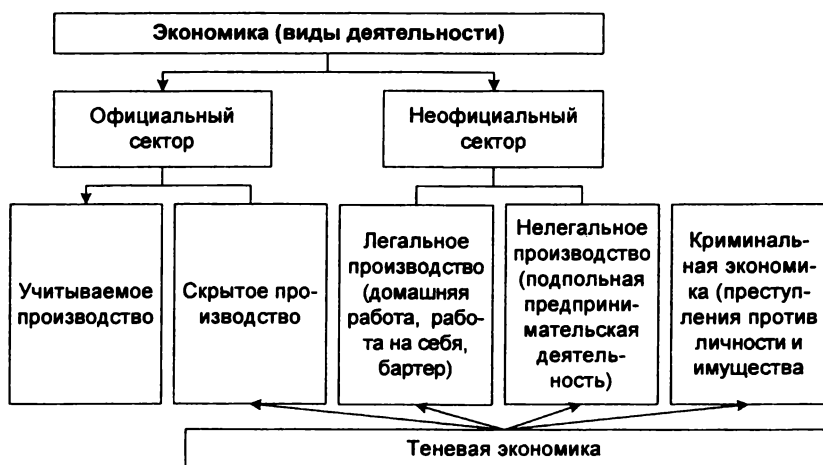 Экономика (виды деятельности)
Официальный
сектор
Неофициальный
сектор
Учитываемое
производство
Скрытое про-
изводство
Легальное
производство
(домашняя
работа, рабо-
та на себя,
бартер)
Нелегальное
производство
(подпольная
предприни-
мательская
деятель-
ность)
Криминаль-
ная экономи-
ка (преступ-
ления против
личности и
имущества
Теневая экономика